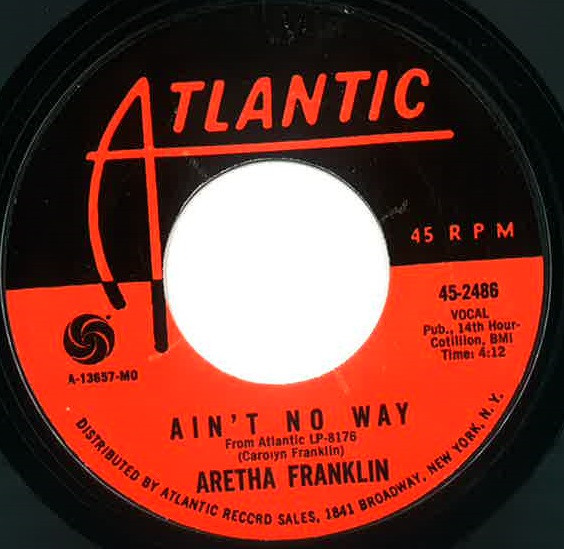 ATLANTIC
45 RPM
45-2486
VOCAL
Pub., 14th Hour-
Cotillion, BMI
Time: 4:12
A-13657-MO
AIN'T NO WAY
From Atlantic LP-8176
(Carolyn Franklin)
ARETHA FRANKLIN
DISTRIBUTED BY ATLANTIC RECORD SALES, 1841 BROADWAY, NEW YORK, N.Y.